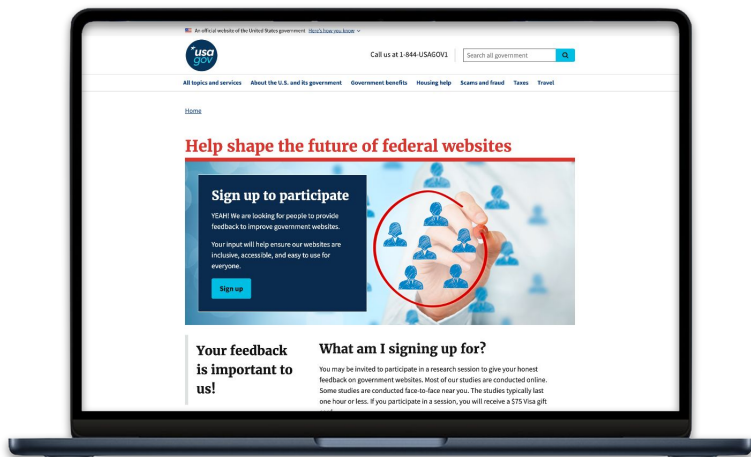 An official website of the United States government Here's how you know
usa
gov
Call us at 1-844-USAGOV1
Search all government
All topics and services About the U.S. and its government Government benefits Housing help Scams and fraud Taxes Travel
Home
Help shape the future of federal websites
Sign up to participate
YEAH! We are looking for people to provide
feedback to improve government websites.
Your input will help ensure our websites are
inclusive, accessible, and easy to use for
everyone.
Sign up
Your feedback
is important to
us!
What am I signing up for?
You may be invited to participate in a research session to give your honest
feedback on government websites. Most of our studies are conducted online.
Some studies are conducted face-to-face near you. The studies typically last
one hour or less. If you participate in a session, you will receive a $75 Visa gift